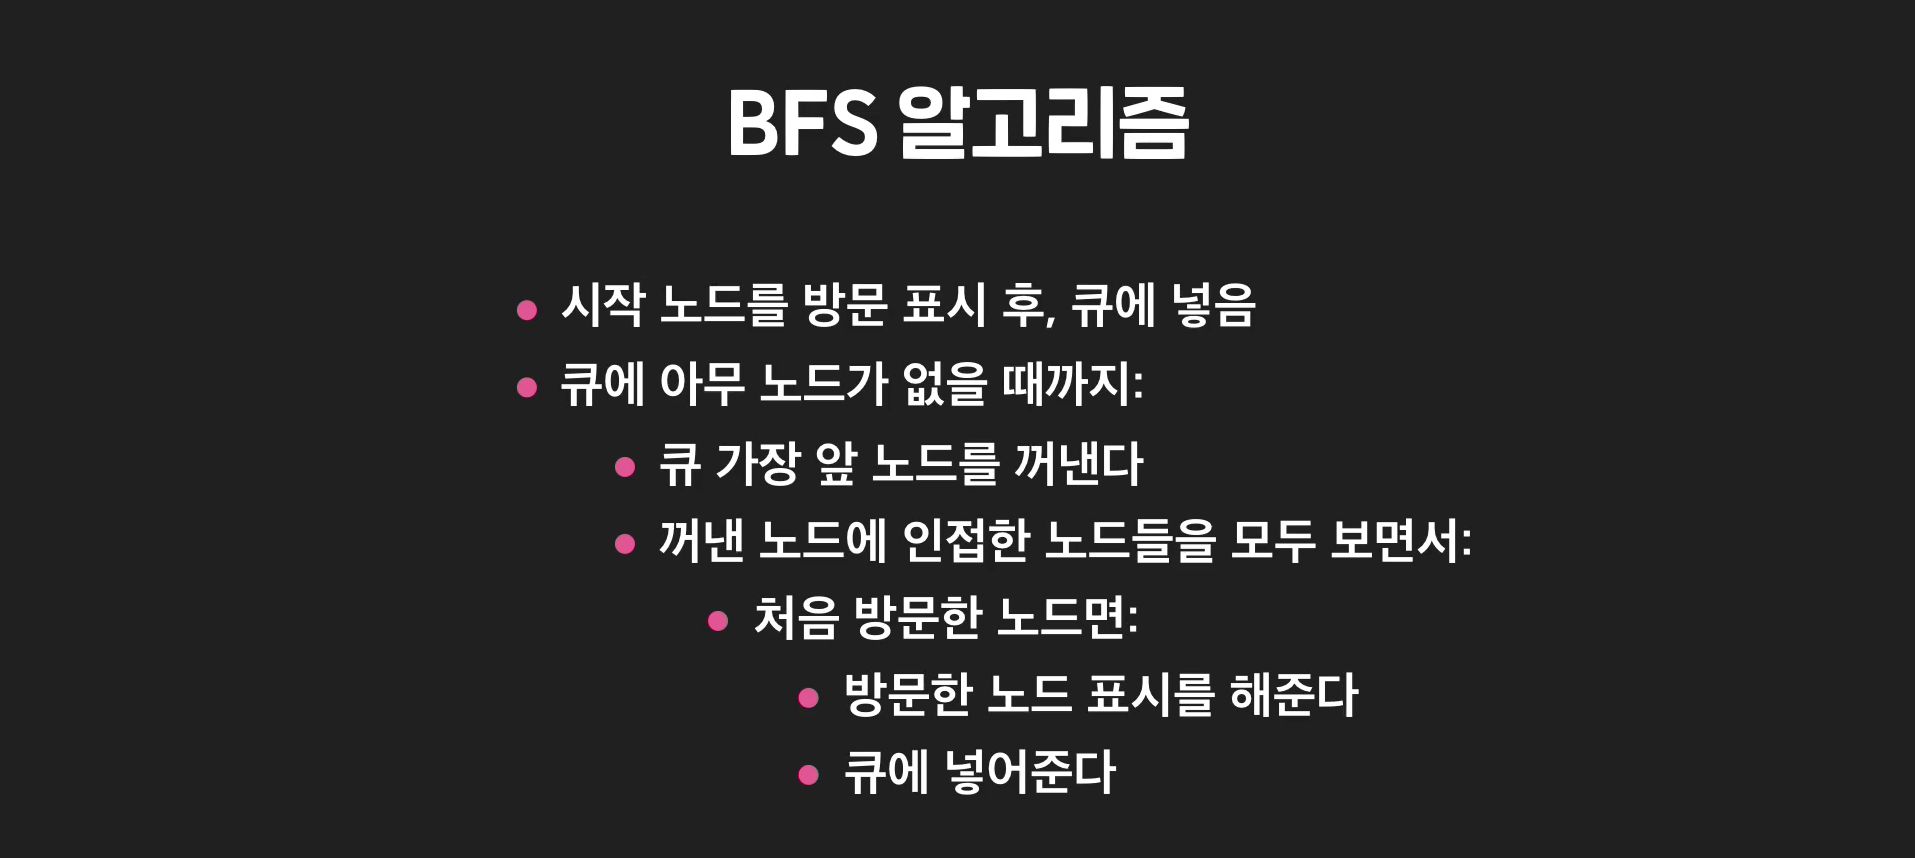 BFS 알고리즘
시작 노드를 방문 표시 후, 큐에 넣음
큐에 아무 노드가 없을 때까지:
큐 가장 앞 노드를 꺼낸다
꺼낸 노드에 인접한 노드들을 모두 보면서:
처음 방문한 노드면:
방문한 노드 표시를 해준다
큐에 넣어준다